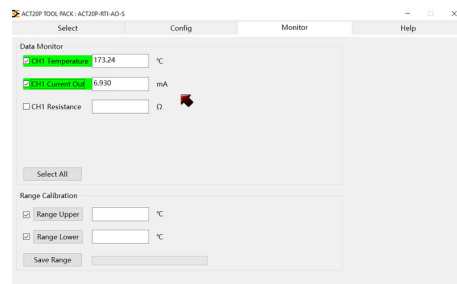 ACT20P TOOL PACK : ACT20P-RTI-AO-S
Select Config Monitor Help
Data Monitor
CH1 Temperature 173.24 ℃
CH1 Current Out 6.930 mA
CH1 Resistance Ω
Select All
Range Calibration
Range Upper ℃
Range Lower ℃
Save Range